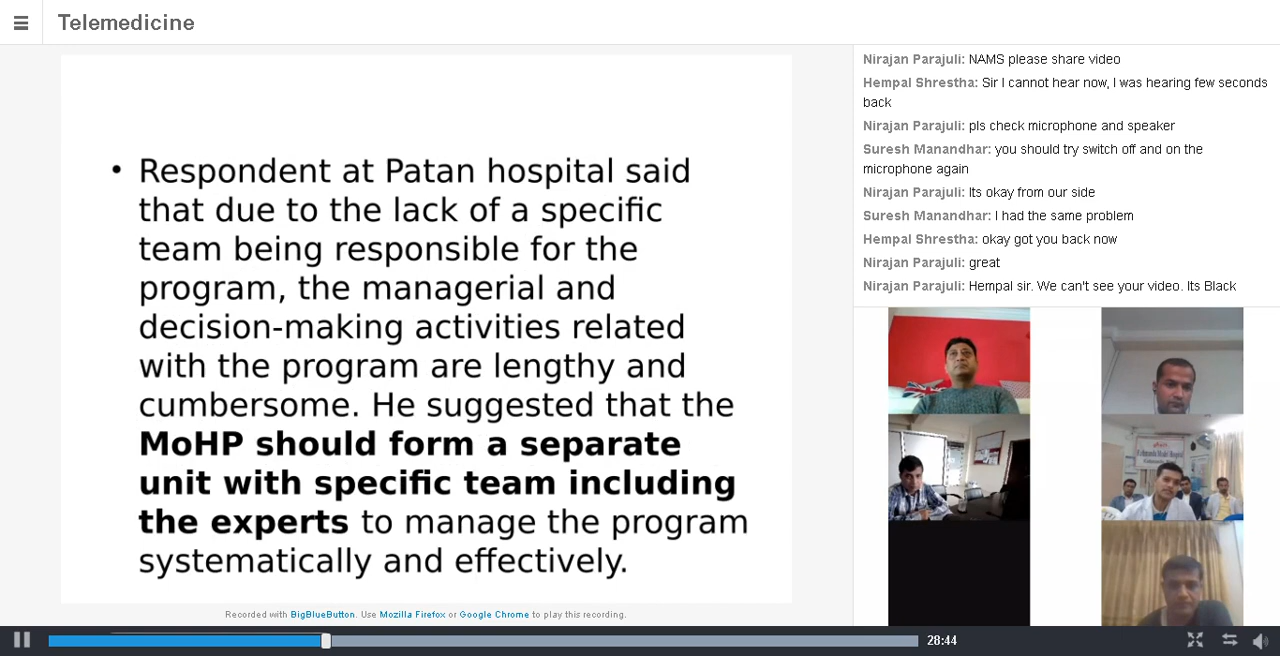 Telemedicine
• Respondent at Patan hospital said
that due to the lack of a specific
team being responsible for the
program, the managerial and
decision-making activities related
with the program are lengthy and
cumbersome. He suggested that the
MoHP should form a separate
unit with specific team including
the experts to manage the program
systematically and effectively.
Recorded with BigBlueButton. Use Mozilla Firefox or Google Chrome to play this recording.
Nirajan Parajuli: NAMS please share video
Hempal Shrestha: Sir I cannot hear now, I was hearing few seconds
back
Nirajan Parajuli: pls check microphone and speaker
Suresh Manandhar: you should try switch off and on the
microphone again
Nirajan Parajuli: Its okay from our side
Suresh Manandhar: I had the same problem
Hempal Shrestha: okay got you back now
Nirajan Parajuli: great
Nirajan Parajuli: Hempal sir. We can't see your video. Its Black
28:44